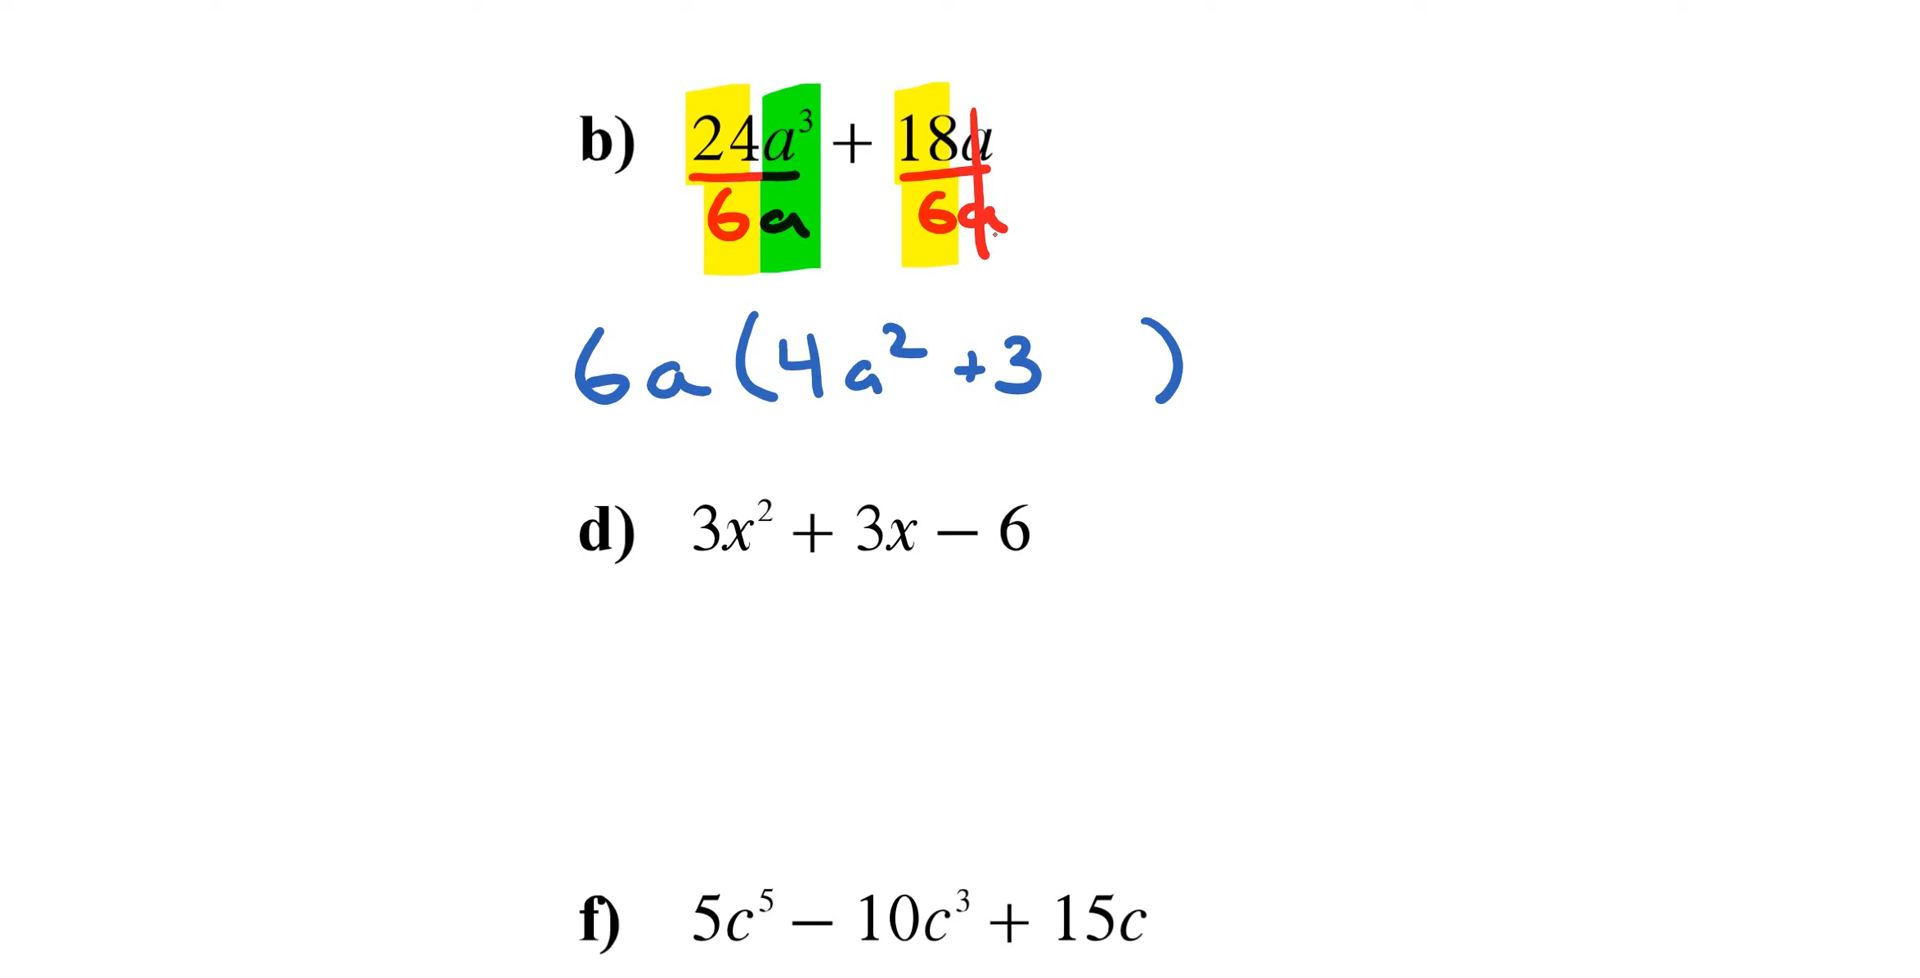 b) 24a³ + 18a
6a 6a
6a(4a² + 3 )
d) 3x² + 3x − 6
f) 5c⁵ − 10c³ + 15c